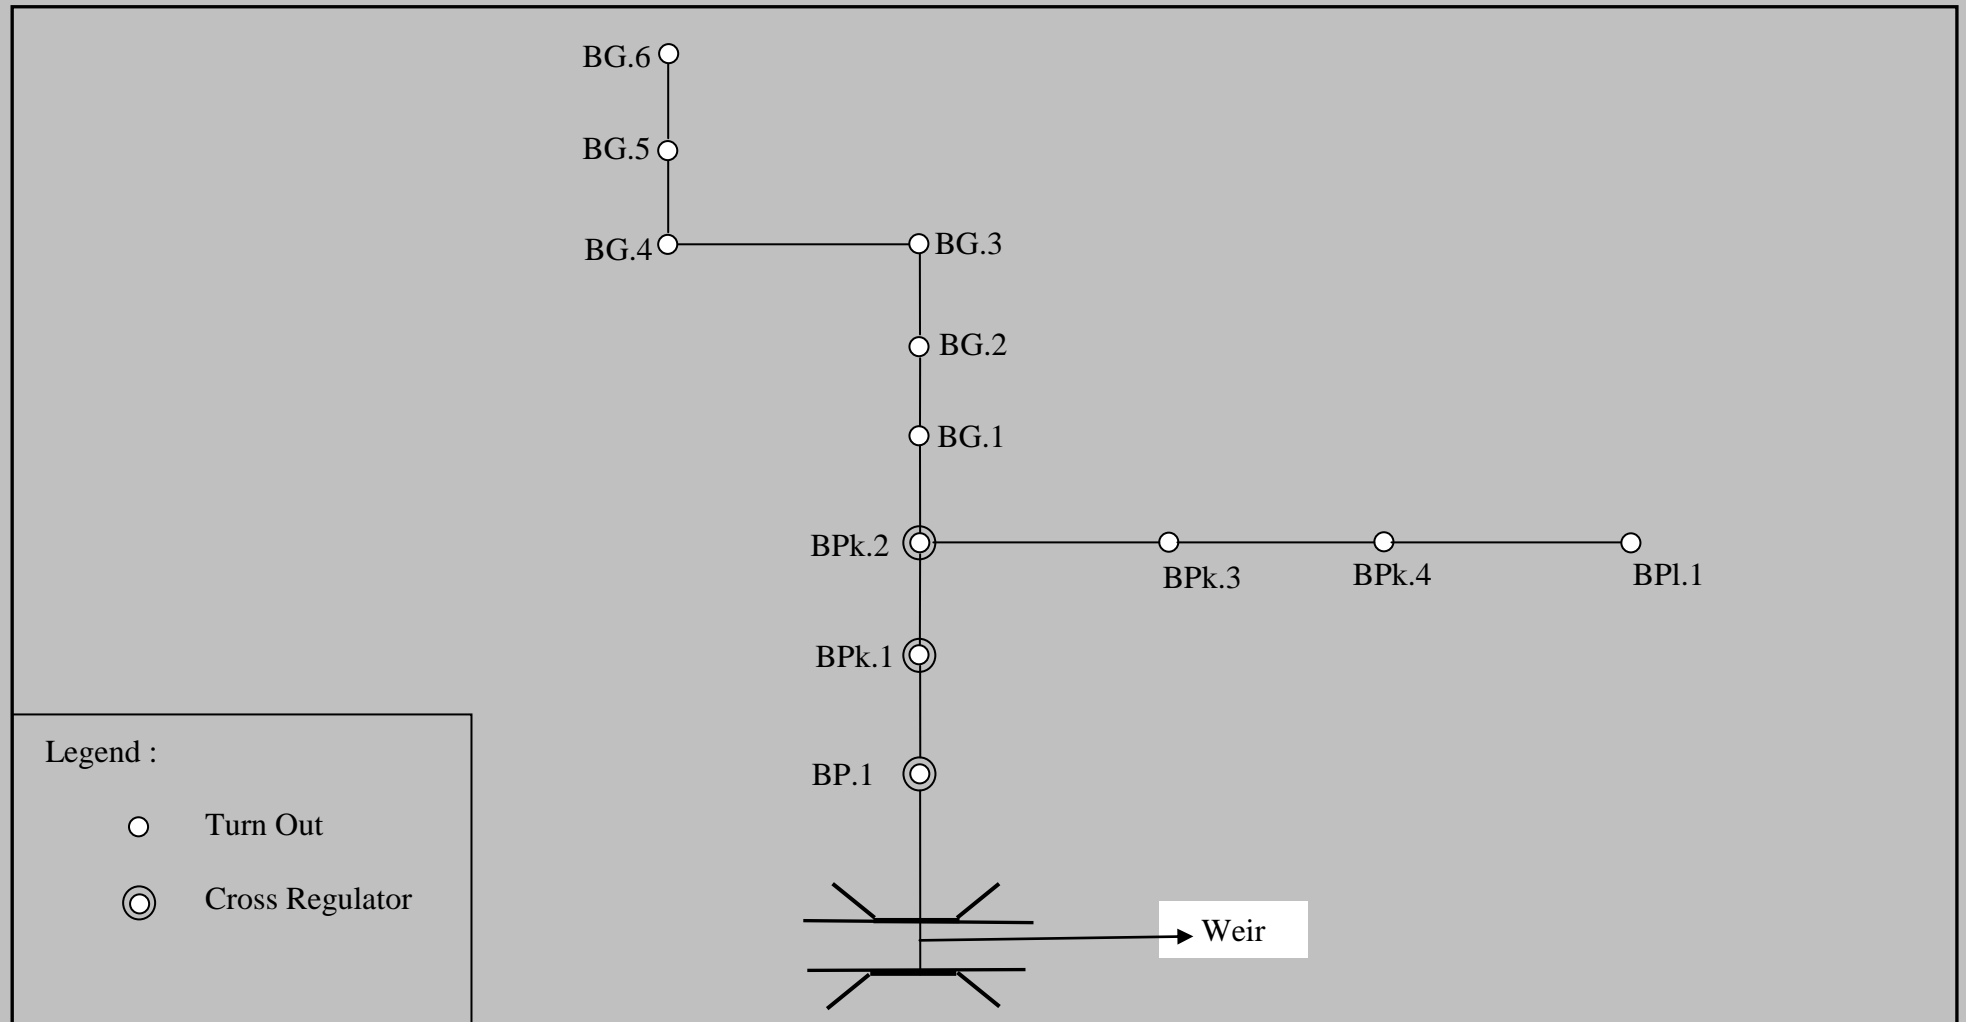 BG.6
BG.5
BG.4
BG.3
BG.2
BG.1
BPk.2
BPk.3
BPk.4
BPl.1
BPk.1
BP.1
Weir
Legend :
Turn Out
Cross Regulator